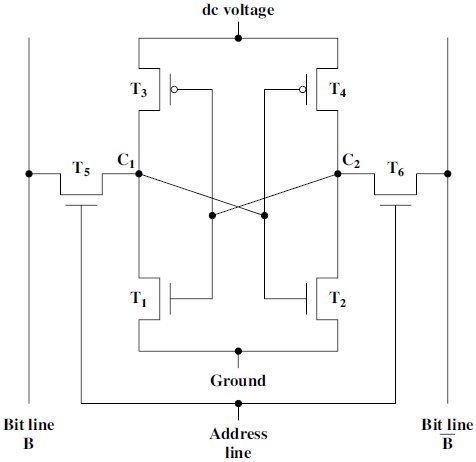 dc voltage
T3
T4
T5
C1
C2
T6
T1
T2
Ground
Bit line
B
Address
line
Bit line
B̅